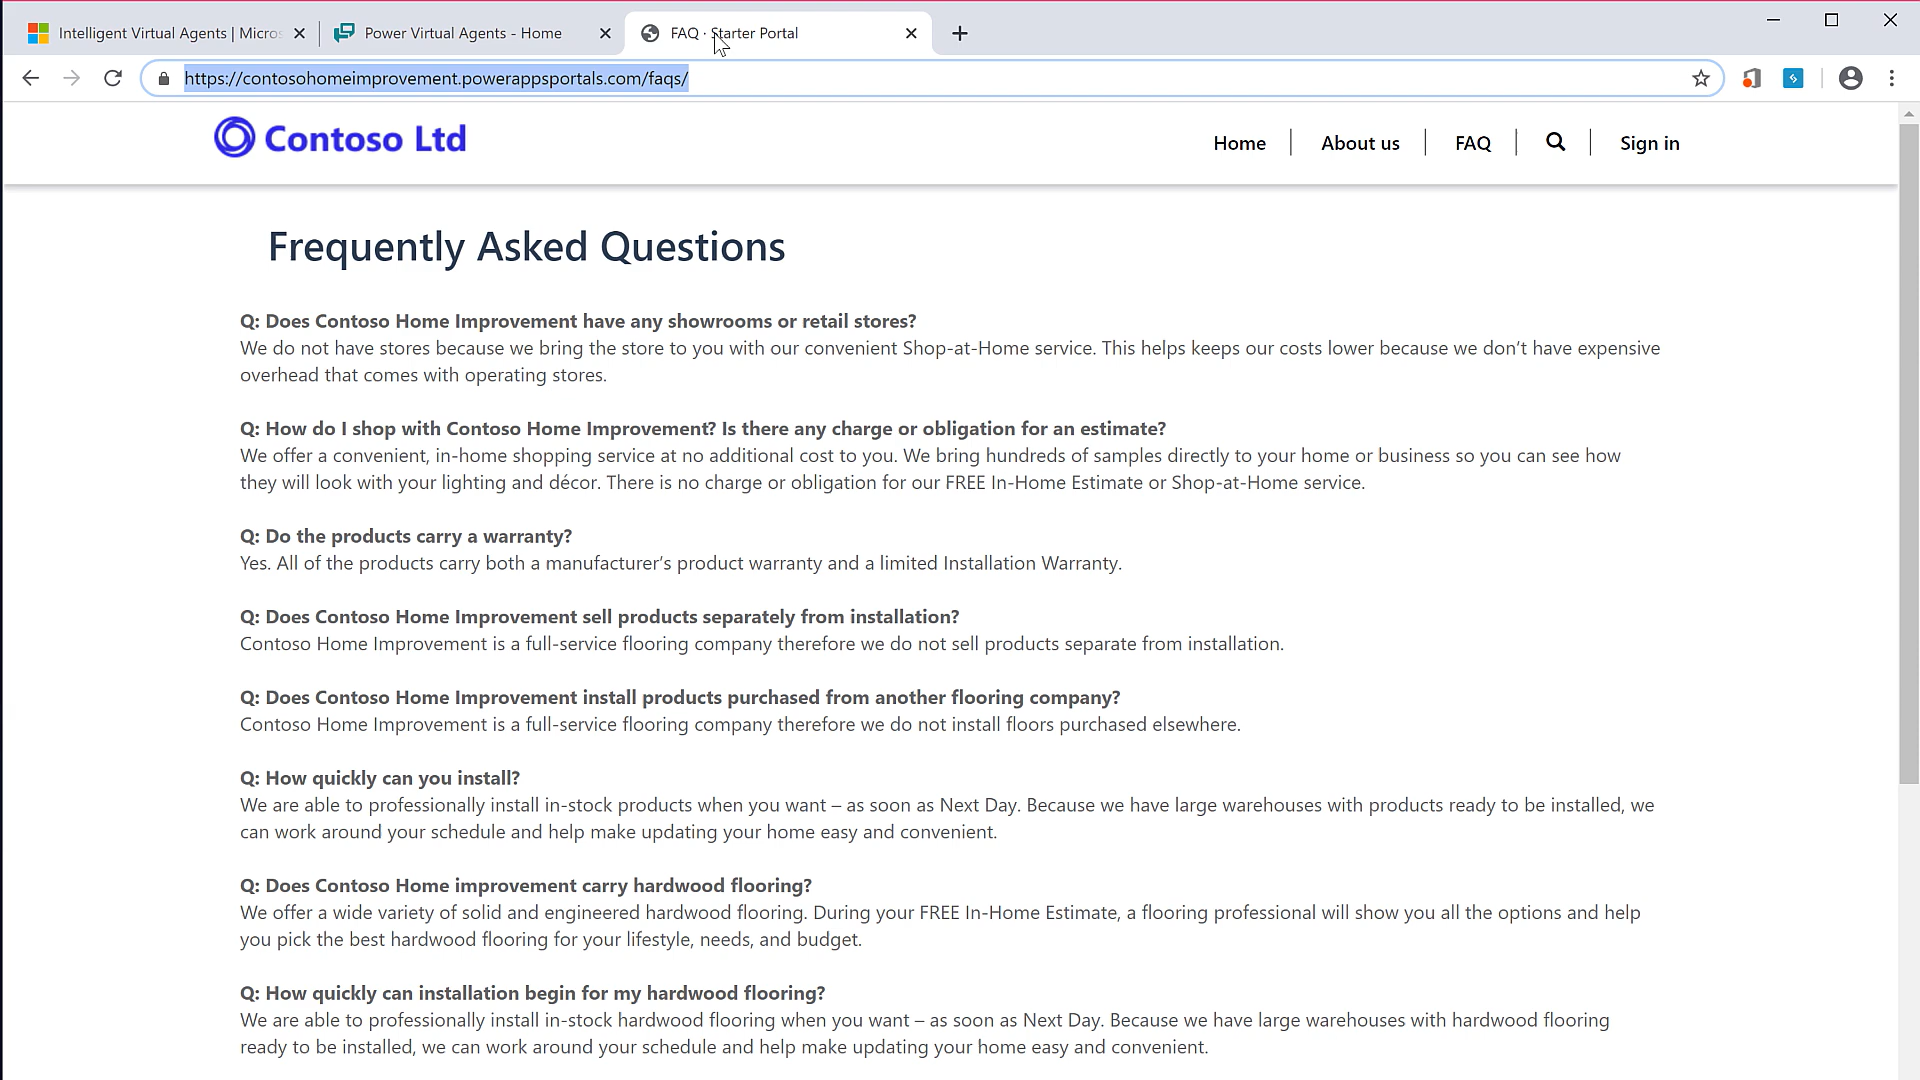 Intelligent Virtual Agents | Micros
Power Virtual Agents - Home
FAQ · Starter Portal
https://contosohomeimprovement.powerappsportals.com/faqs/
Contoso Ltd
Home
About us
FAQ
Sign in
Frequently Asked Questions
Q: Does Contoso Home Improvement have any showrooms or retail stores?
We do not have stores because we bring the store to you with our convenient Shop-at-Home service. This helps keeps our costs lower because we don’t have expensive
overhead that comes with operating stores.
Q: How do I shop with Contoso Home Improvement? Is there any charge or obligation for an estimate?
We offer a convenient, in-home shopping service at no additional cost to you. We bring hundreds of samples directly to your home or business so you can see how
they will look with your lighting and décor. There is no charge or obligation for our FREE In-Home Estimate or Shop-at-Home service.
Q: Do the products carry a warranty?
Yes. All of the products carry both a manufacturer’s product warranty and a limited Installation Warranty.
Q: Does Contoso Home Improvement sell products separately from installation?
Contoso Home Improvement is a full-service flooring company therefore we do not sell products separate from installation.
Q: Does Contoso Home Improvement install products purchased from another flooring company?
Contoso Home Improvement is a full-service flooring company therefore we do not install floors purchased elsewhere.
Q: How quickly can you install?
We are able to professionally install in-stock products when you want – as soon as Next Day. Because we have large warehouses with products ready to be installed, we
can work around your schedule and help make updating your home easy and convenient.
Q: Does Contoso Home improvement carry hardwood flooring?
We offer a wide variety of solid and engineered hardwood flooring. During your FREE In-Home Estimate, a flooring professional will show you all the options and help
you pick the best hardwood flooring for your lifestyle, needs, and budget.
Q: How quickly can installation begin for my hardwood flooring?
We are able to professionally install in-stock hardwood flooring when you want – as soon as Next Day. Because we have large warehouses with hardwood flooring
ready to be installed, we can work around your schedule and help make updating your home easy and convenient.